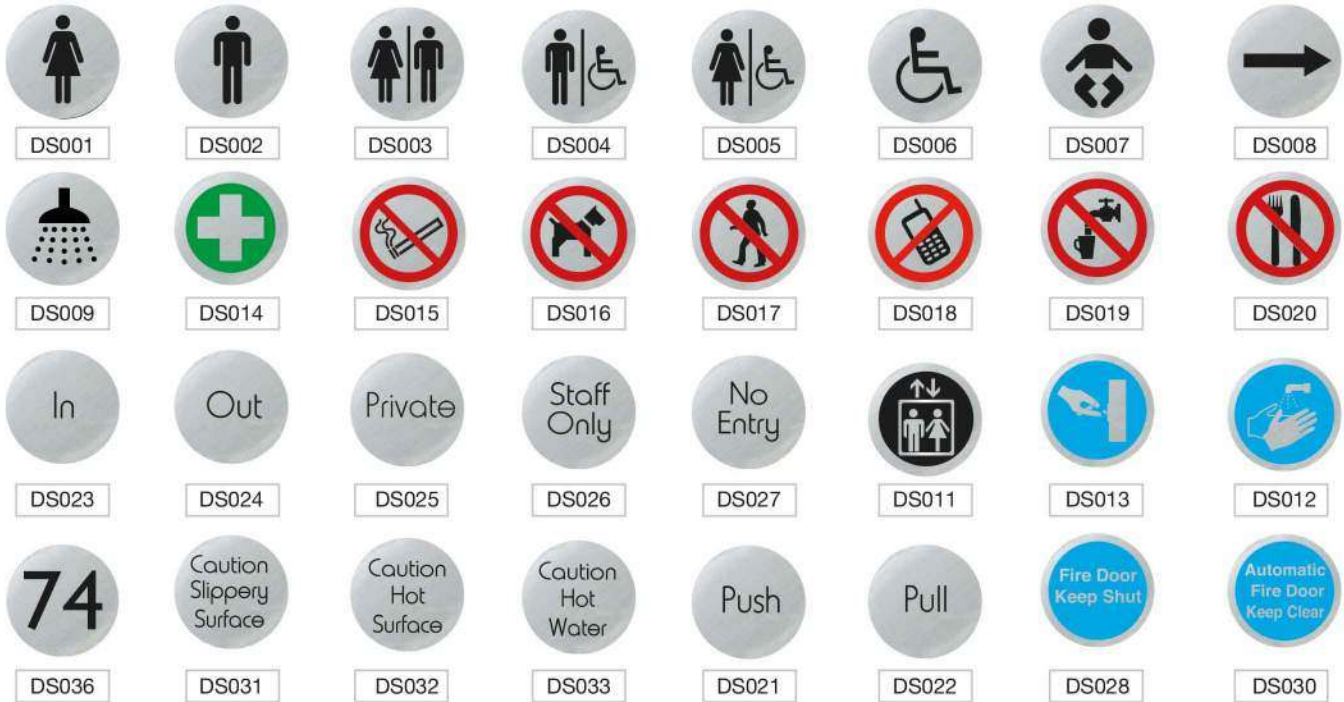 DS001 DS002 DS003 DS004 DS005 DS006 DS007 DS008
DS009 DS014 DS015 DS016 DS017 DS018 DS019 DS020
In
Out
Private
Staff
Only
No
Entry
DS023 DS024 DS025 DS026 DS027 DS011 DS013 DS012
74
Caution
Slippery
Surface
Caution
Hot
Surface
Caution
Hot
Water
Push
Pull
Fire Door
Keep Shut
Automatic
Fire Door
Keep Clear
DS036 DS031 DS032 DS033 DS021 DS022 DS028 DS030